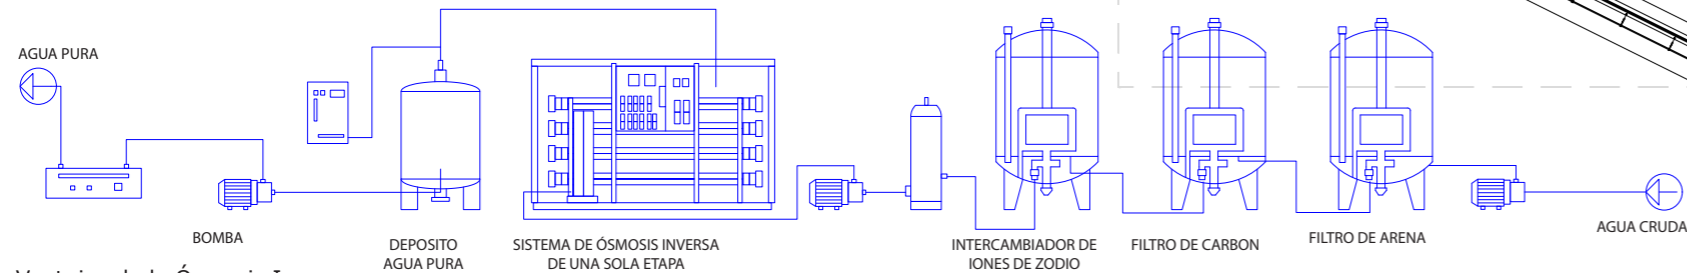 AGUA PURA
BOMBA
DEPOSITO
AGUA PURA
SISTEMA DE ÓSMOSIS INVERSA
DE UNA SOLA ETAPA
INTERCAMBIADOR DE
IONES DE ZODIO
FILTRO DE CARBON
FILTRO DE ARENA
AGUA CRUDA